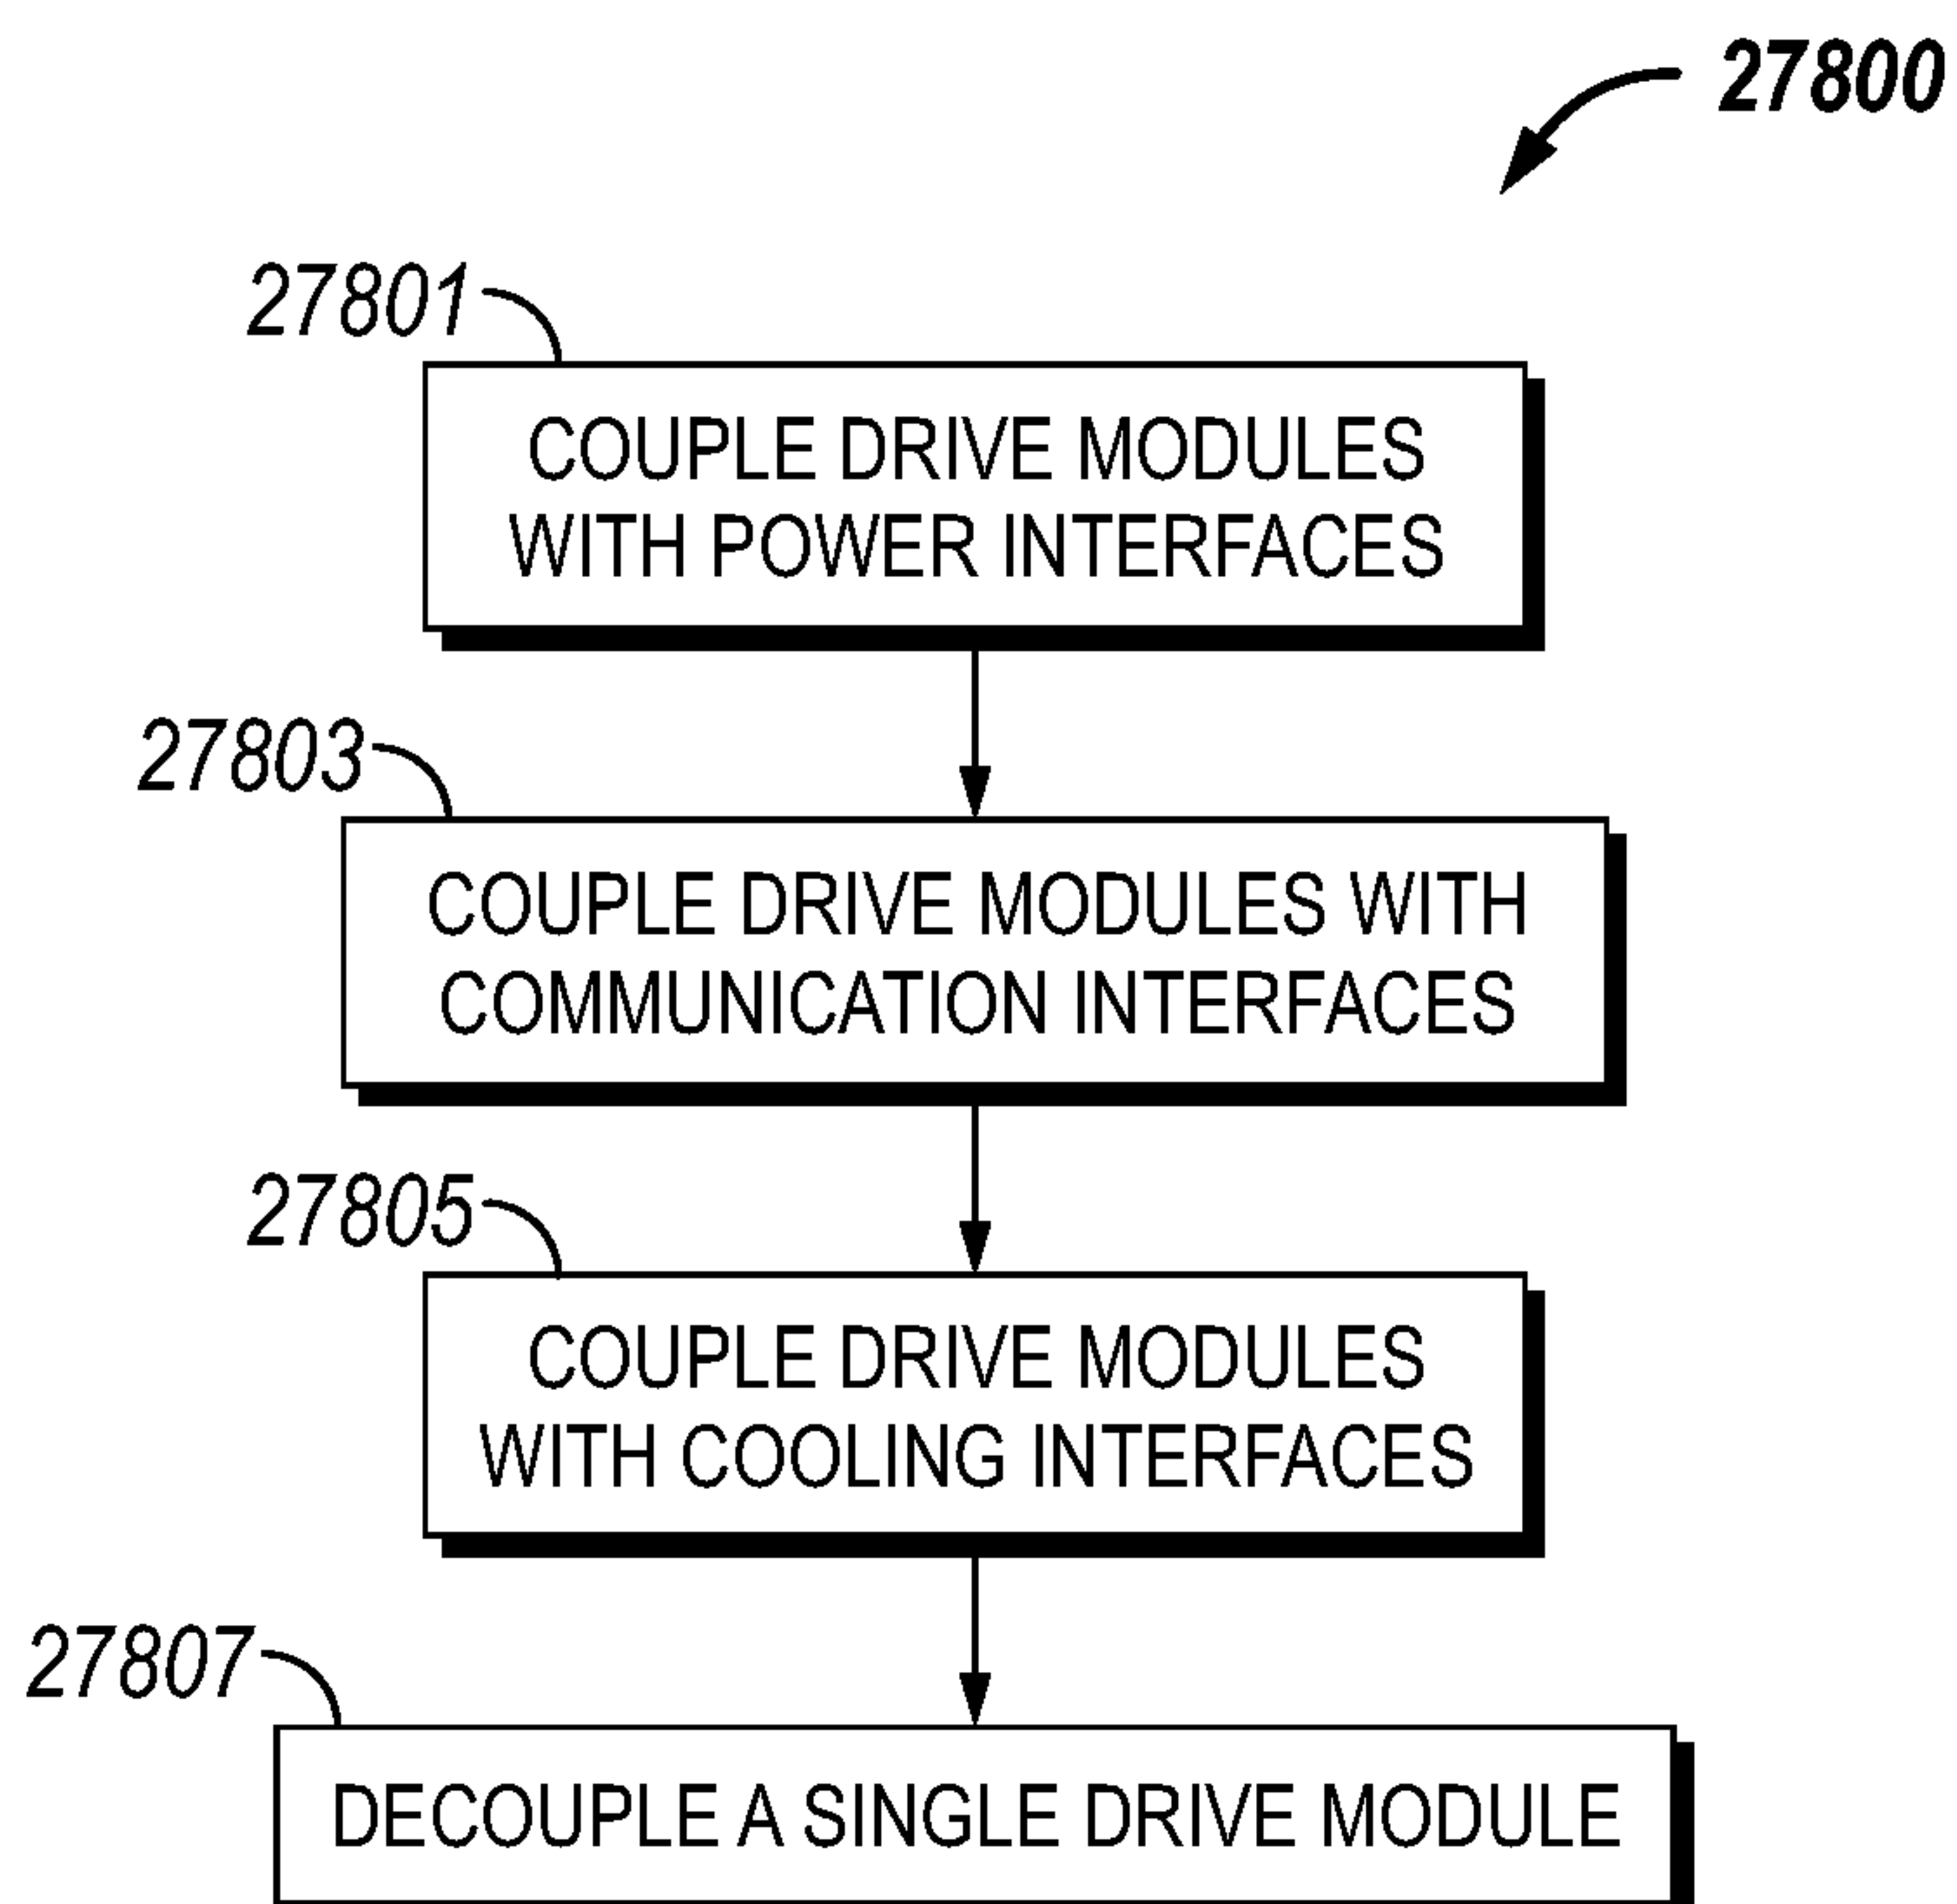 27800
27801
COUPLE DRIVE MODULES
WITH POWER INTERFACES
27803
COUPLE DRIVE MODULES WITH
COMMUNICATION INTERFACES
27805
COUPLE DRIVE MODULES
WITH COOLING INTERFACES
27807
DECOUPLE A SINGLE DRIVE MODULE